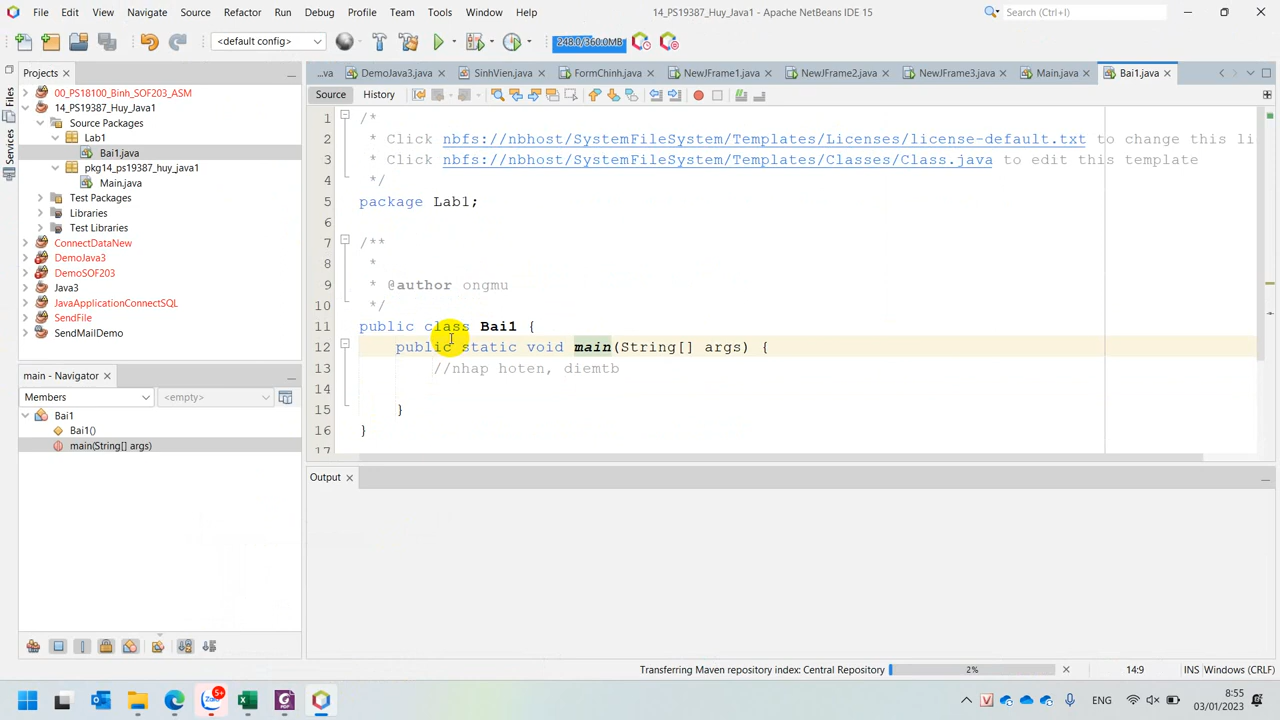 File Edit View Navigate Source Refactor Run Debug Profile Team Tools Window Help
14_PS19387_Huy_Java1 - Apache NetBeans IDE 15
Search (Ctrl+I)
<default config>
248.0/360.0MB
Projects
...va DemoJava3.java SinhVien.java FormChinh.java NewJFrame1.java NewJFrame2.java NewJFrame3.java Main.java Bai1.java
Files
Services
00_PS18100_Binh_SOF203_ASM
14_PS19387_Huy_Java1
Source Packages
Lab1
Bai1.java
pkg14_ps19387_huy_java1
Main.java
Test Packages
Libraries
Test Libraries
ConnectDataNew
DemoJava3
DemoSOF203
Java3
JavaApplicationConnectSQL
SendFile
SendMailDemo
Source History
1 /*
2 * Click nbfs://nbhost/SystemFileSystem/Templates/Licenses/license-default.txt to change this li
3 * Click nbfs://nbhost/SystemFileSystem/Templates/Classes/Class.java to edit this template
4 */
5 package Lab1;
6
7 /**
8 *
9 * @author ongmu
10 */
11 public class Bai1 {
12 public static void main(String[] args) {
13 //nhap hoten, diemtb
14
15 }
16 }
17
main - Navigator
Members <empty>
Bai1
Bai1()
main(String[] args)
Output
Transferring Maven repository index: Central Repository 2% 14:9 INS Windows (CRLF)
5+
Zalo
PDF
ENG
8:55
03/01/2023